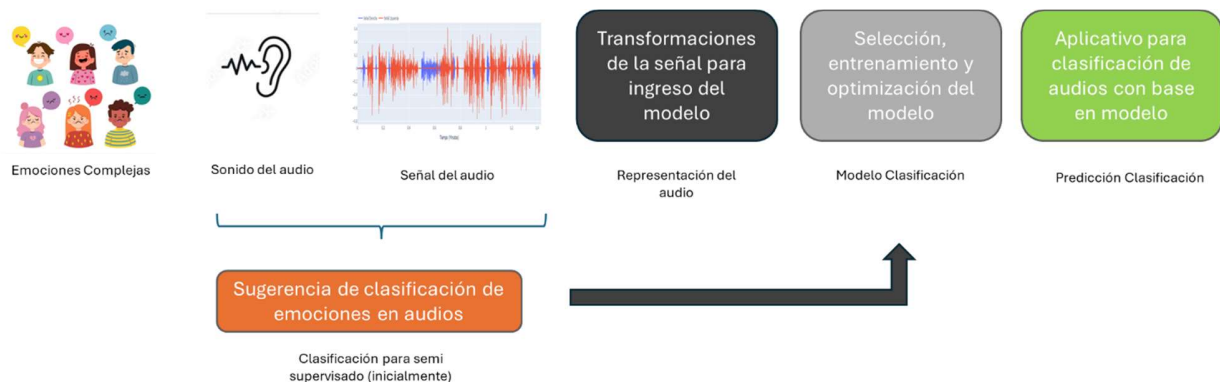 Transformaciones
de la señal para
ingreso del
modelo
Selección,
entrenamiento y
optimización del
modelo
Aplicativo para
clasificación de
audios con base
en modelo
Emociones Complejas
Sonido del audio
Señal del audio
Representación del
audio
Modelo Clasificación
Predicción Clasificación
Sugerencia de clasificación de
emociones en audios
Clasificación para semi
supervisado (inicialmente)